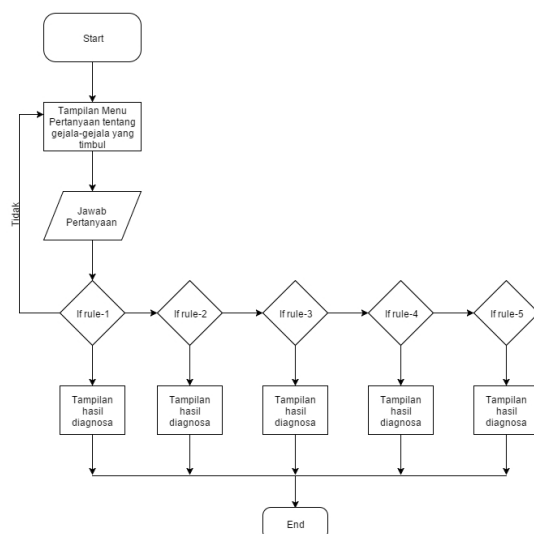 Start
Tampilan Menu
Pertanyaan tentang
gejala-gejala yang
timbul
Tidak
Jawab
Pertanyaan
If rule-1
If rule-2
If rule-3
If rule-4
If rule-5
Tampilan
hasil
diagnosa
Tampilan
hasil
diagnosa
Tampilan
hasil
diagnosa
Tampilan
hasil
diagnosa
Tampilan
hasil
diagnosa
End